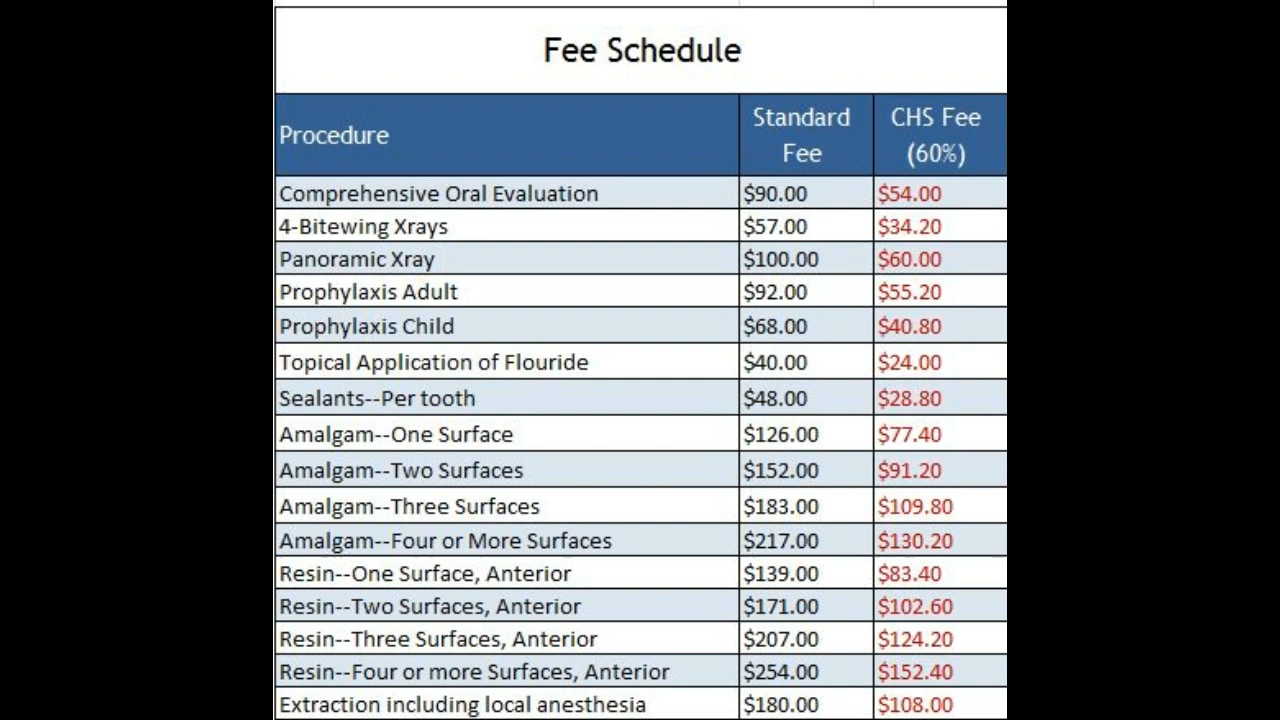 Fee Schedule
Procedure Standard Fee CHS Fee (60%)
Comprehensive Oral Evaluation $90.00 $54.00
4-Bitewing Xrays $57.00 $34.20
Panoramic Xray $100.00 $60.00
Prophylaxis Adult $92.00 $55.20
Prophylaxis Child $68.00 $40.80
Topical Application of Flouride $40.00 $24.00
Sealants--Per tooth $48.00 $28.80
Amalgam--One Surface $126.00 $77.40
Amalgam--Two Surfaces $152.00 $91.20
Amalgam--Three Surfaces $183.00 $109.80
Amalgam--Four or More Surfaces $217.00 $130.20
Resin--One Surface, Anterior $139.00 $83.40
Resin--Two Surfaces, Anterior $171.00 $102.60
Resin--Three Surfaces, Anterior $207.00 $124.20
Resin--Four or more Surfaces, Anterior $254.00 $152.40
Extraction including local anesthesia $180.00 $108.00